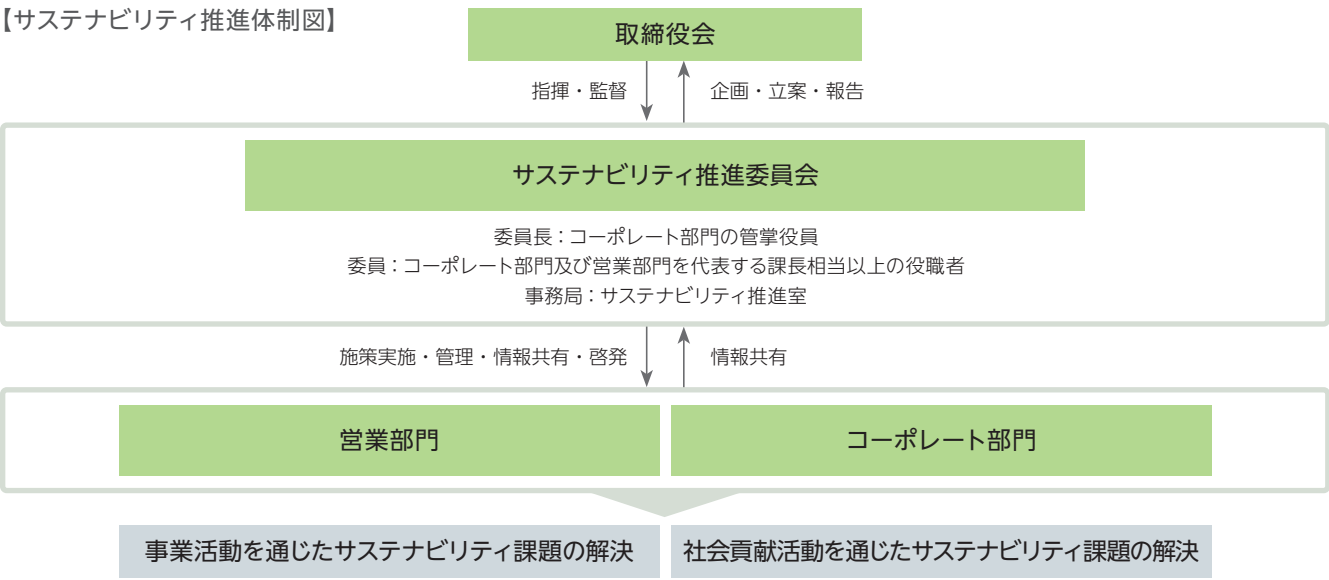 【サステナビリティ推進体制図】
取締役会
指揮・監督
企画・立案・報告
サステナビリティ推進委員会
委員長：コーポレート部門の管掌役員
委員：コーポレート部門及び営業部門を代表する課長相当以上の役職者
事務局：サステナビリティ推進室
施策実施・管理・情報共有・啓発
情報共有
営業部門
コーポレート部門
事業活動を通じたサステナビリティ課題の解決
社会貢献活動を通じたサステナビリティ課題の解決